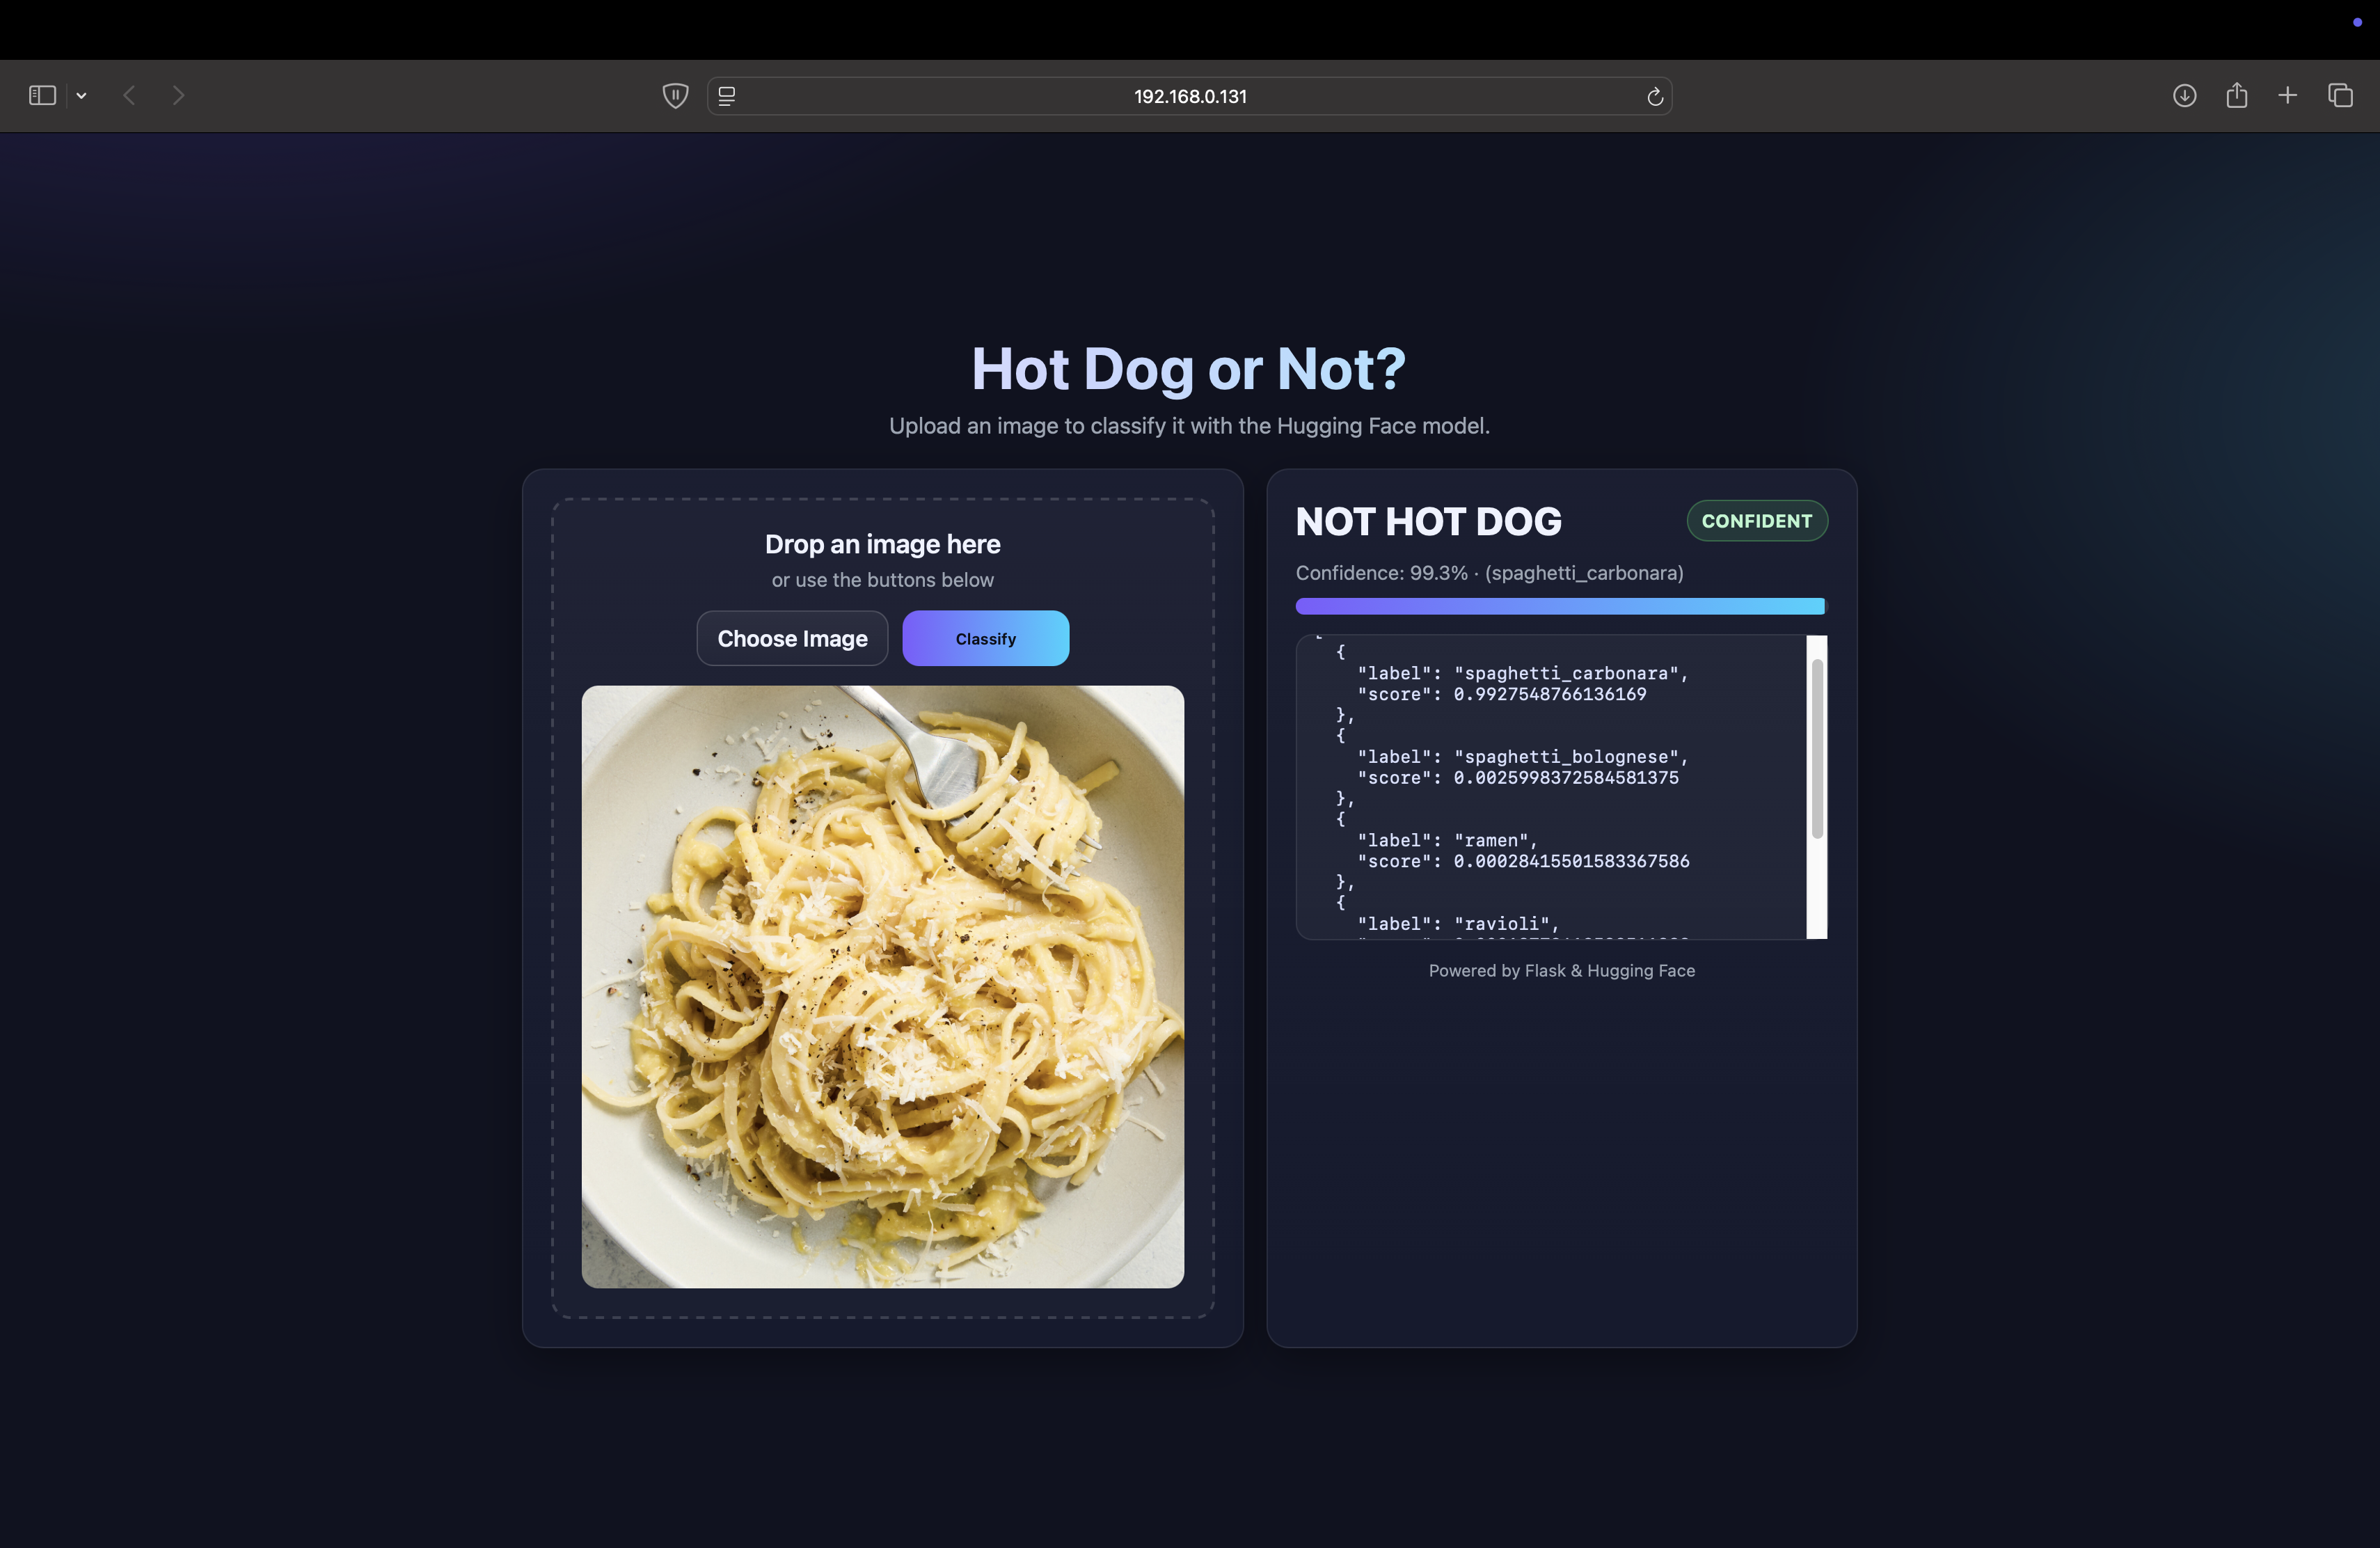 192.168.0.131
Hot Dog or Not?
Upload an image to classify it with the Hugging Face model.
Drop an image here
or use the buttons below
Choose Image
Classify
NOT HOT DOG
CONFIDENT
Confidence: 99.3% · (spaghetti_carbonara)
{
"label": "spaghetti_carbonara",
"score": 0.9927548766136169
},
{
"label": "spaghetti_bolognese",
"score": 0.0025998372584581375
},
{
"label": "ramen",
"score": 0.00028415501583367586
},
{
"label": "ravioli",
Powered by Flask & Hugging Face